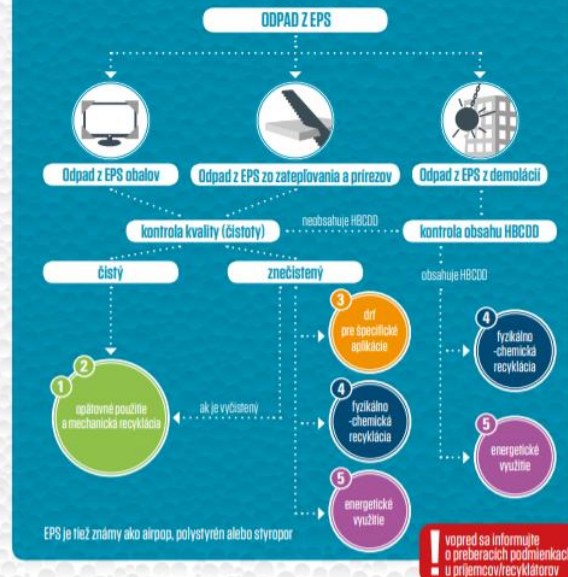 ODPAD Z EPS
Odpad z EPS obalov
Odpad z EPS zo zatepľovania a prírezov
Odpad z EPS z demolácií
kontrola kvality (čistoty)
neobsahuje HBCDD
kontrola obsahu HBCDD
čistý
znečistený
obsahuje HBCDD
3
drť
pre špecifické
aplikácie
4
fyzikálno
-chemická
recyklácia
1
2
opätovné použitie
a mechanická recyklácia
ak je vyčistený
4
fyzikálno
-chemická
recyklácia
5
energetické
využitie
5
energetické
využitie
EPS je tiež známy ako airpop, polystyrén alebo styropor
! vopred sa informujte
o preberacích podmienkach
u príjemcov/recyklátorov